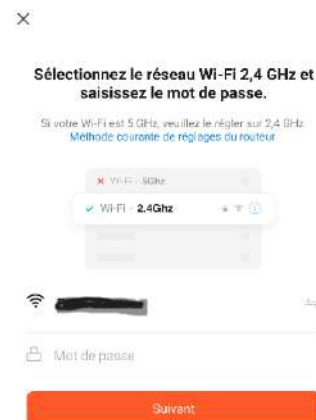 Sélectionnez le réseau Wi-Fi 2,4 GHz et
saisissez le mot de passe.
Si votre Wi-Fi est 5 GHz, veuillez le régler sur 2,4 GHz.
Méthode courante de réglages du routeur
Wi-Fi - 5Ghz
Wi-Fi - 2.4Ghz
Mot de passe
Suivant